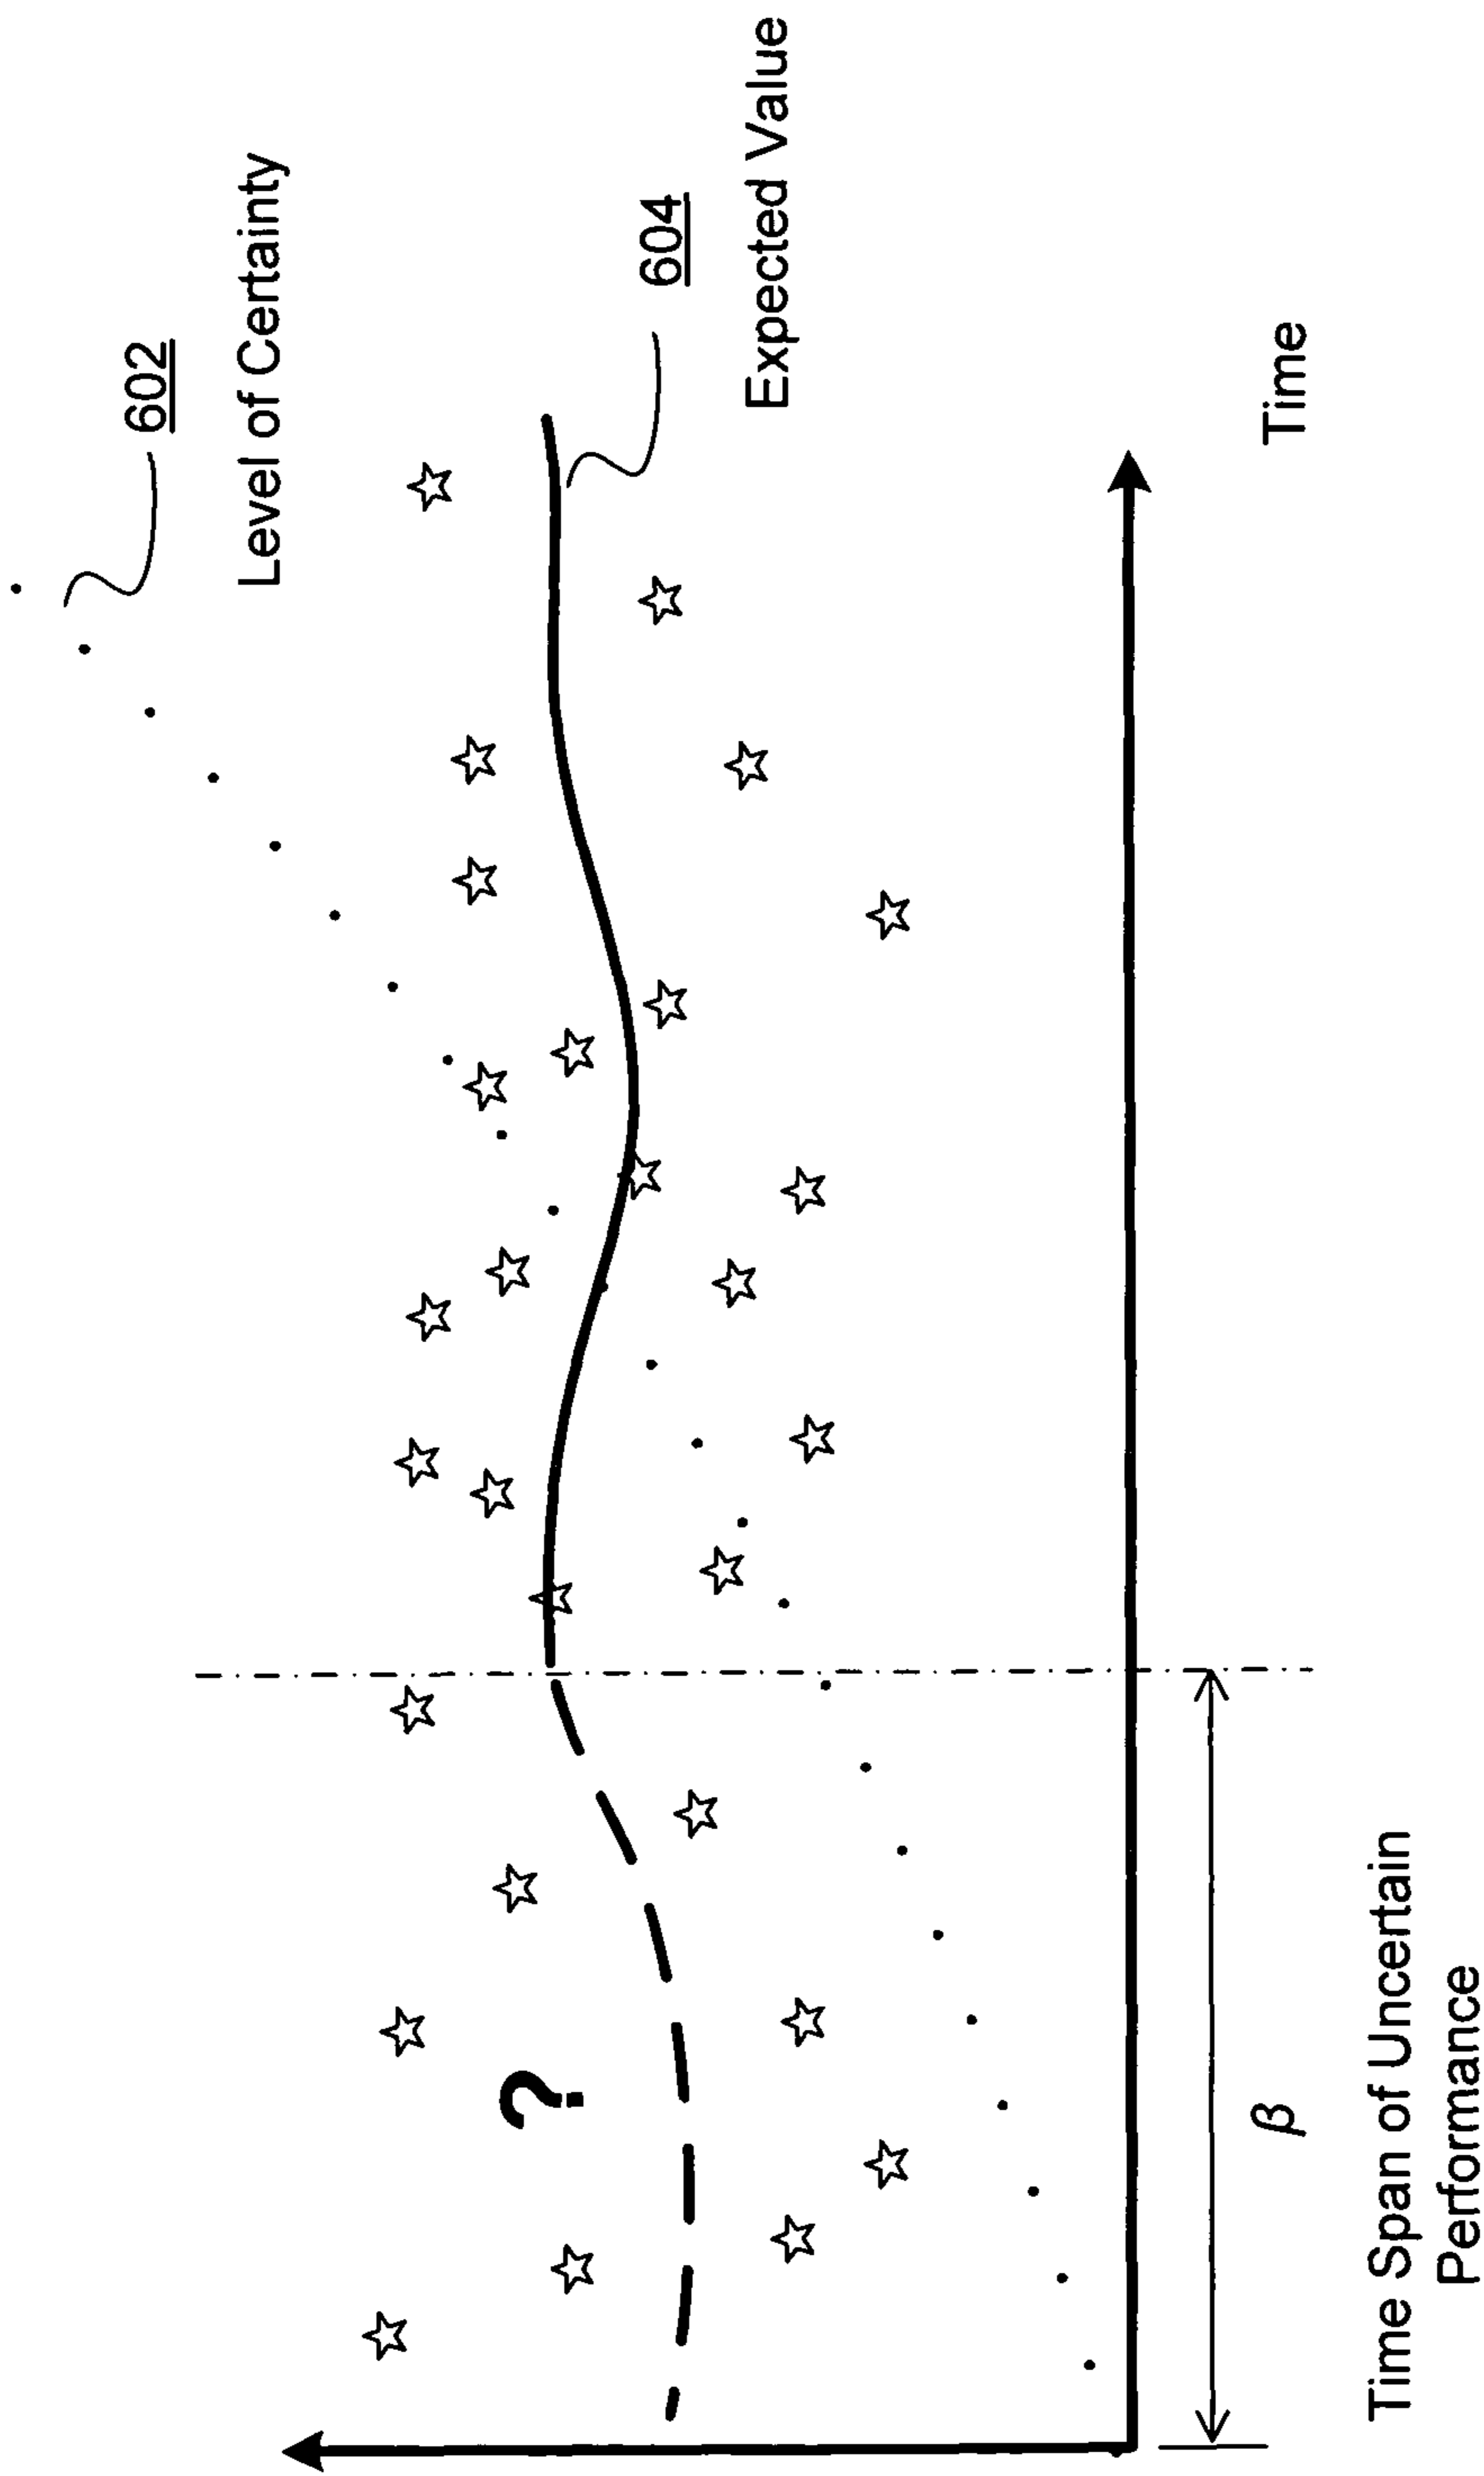 602
Level of Certainty
604
Expected Value
?
Time
β
Time Span of Uncertain
Performance